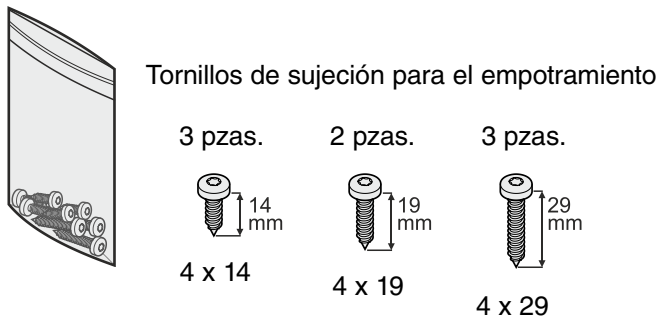 Tornillos de sujeción para el empotramiento
3 pzas. 2 pzas. 3 pzas.
14 mm
19 mm
29 mm
4 x 14
4 x 19
4 x 29